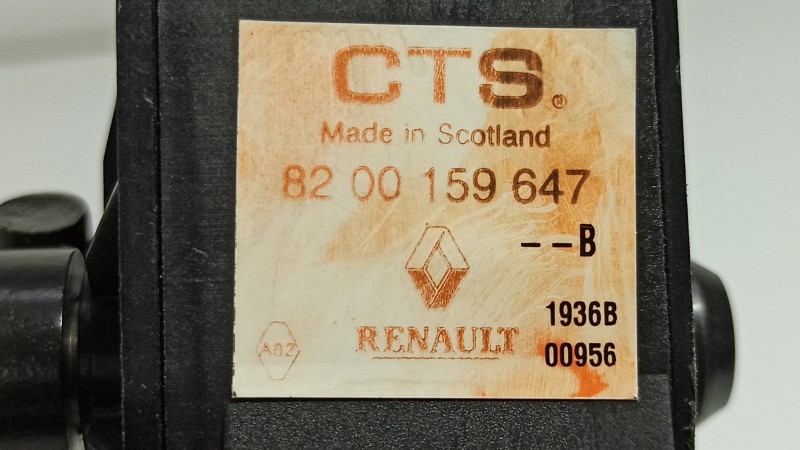 CTS®
Made in Scotland
82 00 159 647
--B
RENAULT
1936B
00956
A02